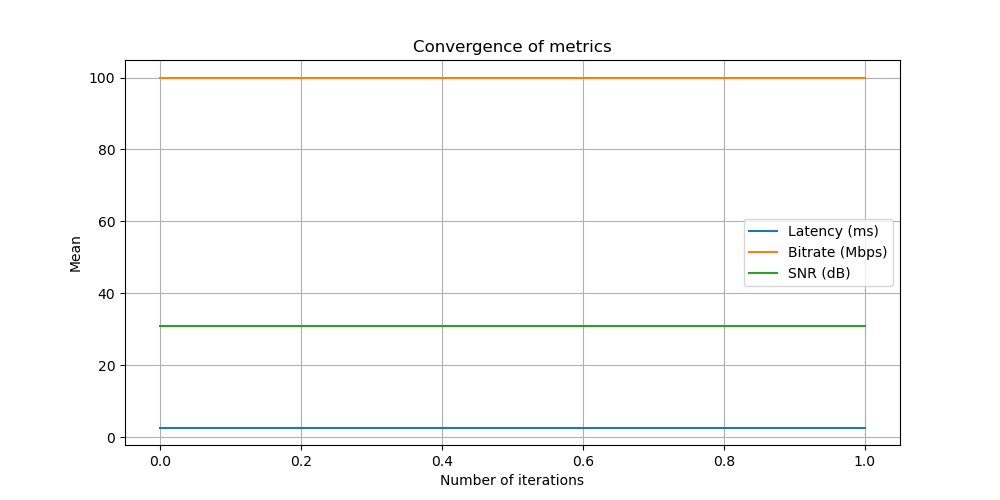 Convergence of metrics
100
80
60
40
20
0
Mean
Latency (ms)
Bitrate (Mbps)
SNR (dB)
0.0 0.2 0.4 0.6 0.8 1.0
Number of iterations